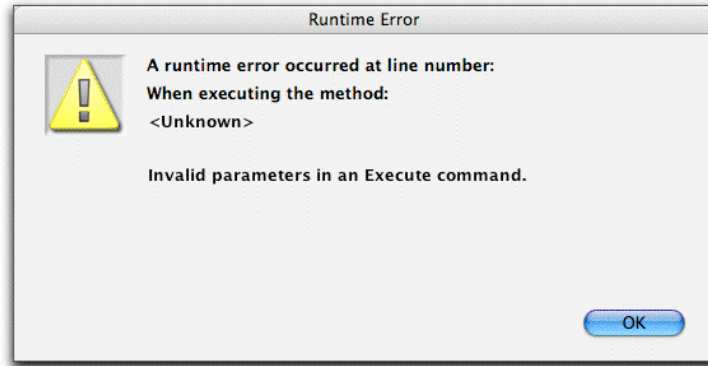 Runtime Error
A runtime error occurred at line number:
When executing the method:
<Unknown>
Invalid parameters in an Execute command.
OK